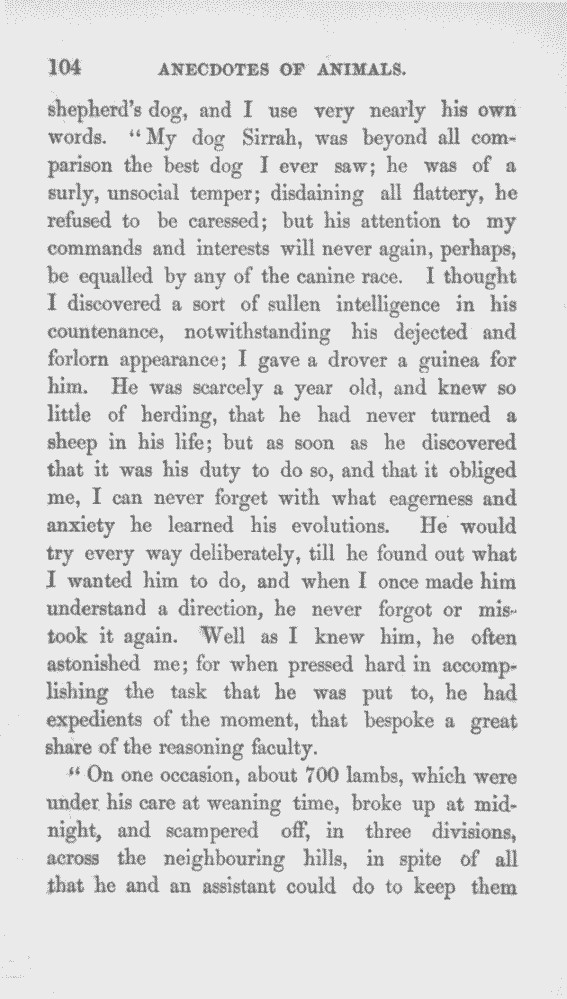 104 ANECDOTES OF ANIMALS.
shepherd's dog, and I use very nearly his own
words. "My dog Sirrah, was beyond all com-
parison the best dog I ever saw; he was of a
surly, unsocial temper; disdaining all flattery, he
refused to be caressed; but his attention to my
commands and interests will never again, perhaps,
be equalled by any of the canine race. I thought
I discovered a sort of sullen intelligence in his
countenance, notwithstanding his dejected and
forlorn appearance; I gave a drover a guinea for
him. He was scarcely a year old, and knew so
little of herding, that he had never turned a
sheep in his life; but as soon as he discovered
that it was his duty to do so, and that it obliged
me, I can never forget with what eagerness and
anxiety he learned his evolutions. He would
try every way deliberately, till he found out what
I wanted him to do, and when I once made him
understand a direction, he never forgot or mis-
took it again. Well as I knew him, he often
astonished me; for when pressed hard in accomp-
lishing the task that he was put to, he had
expedients of the moment, that bespoke a great
share of the reasoning faculty.
"On one occasion, about 700 lambs, which were
under his care at weaning time, broke up at mid-
night, and scampered off, in three divisions,
across the neighbouring hills, in spite of all
that he and an assistant could do to keep them